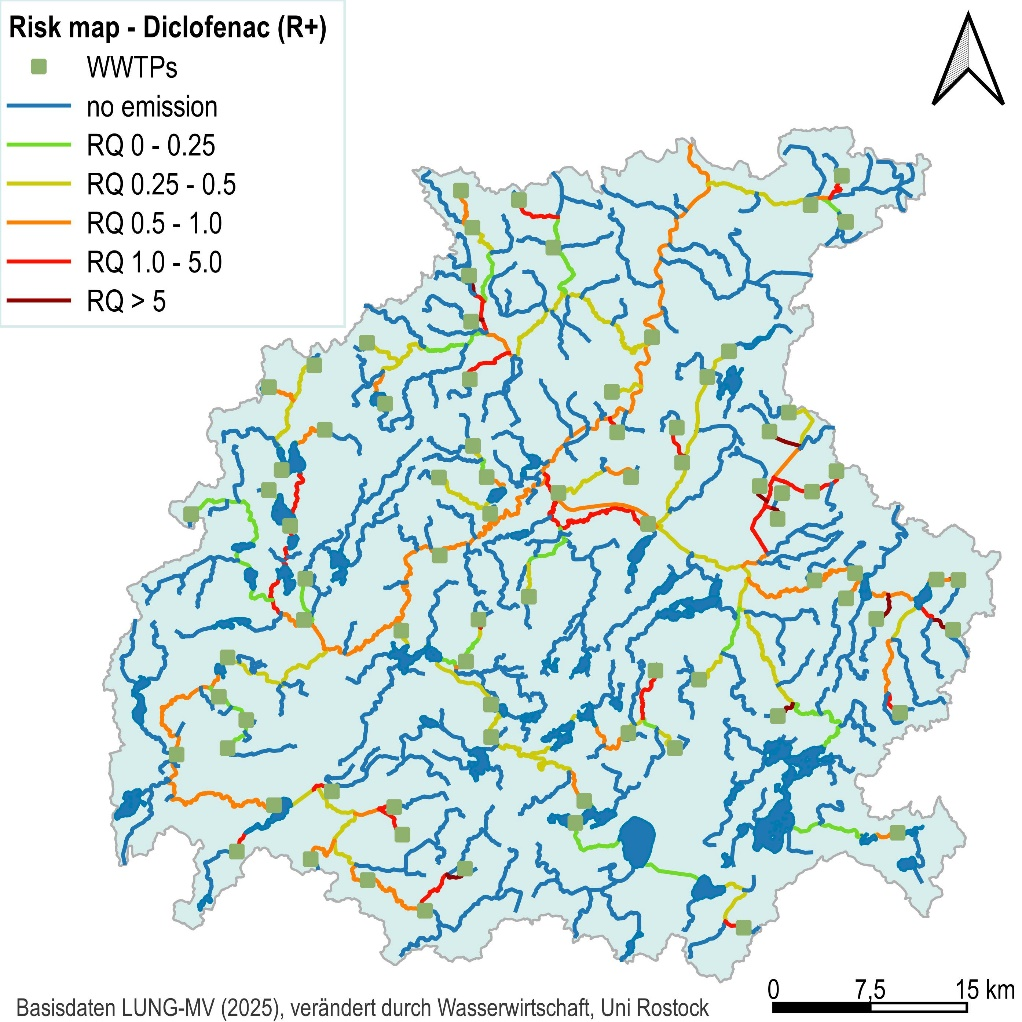 Risk map - Diclofenac (R+)
WWTPs
no emission
RQ 0 - 0.25
RQ 0.25 - 0.5
RQ 0.5 - 1.0
RQ 1.0 - 5.0
RQ > 5
0 7,5 15 km
Basisdaten LUNG-MV (2025), verändert durch Wasserwirtschaft, Uni Rostock